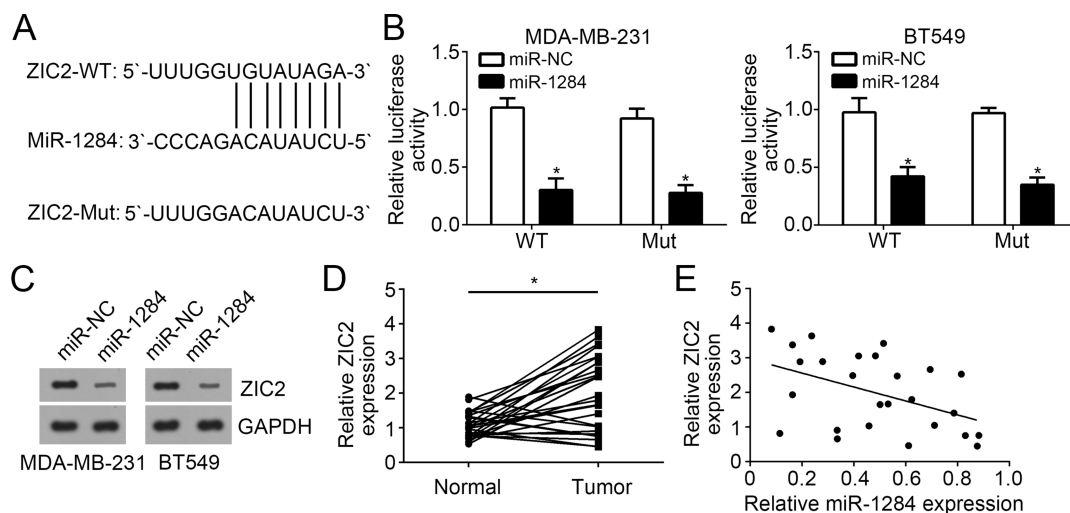 A
ZIC2-WT: 5`-UUUGGUGUAUAGA-3`
MiR-1284: 3`-CCCAGACAUAUCU-5`
ZIC2-Mut: 5`-UUUGGACAUAUCU-3`
B
MDA-MB-231
miR-NC
miR-1284
Relative luciferase
activity
1.5
1.0
0.5
0.0
*
*
WT
Mut
BT549
miR-NC
miR-1284
Relative luciferase
activity
1.5
1.0
0.5
0.0
*
*
WT
Mut
C
miR-NC
miR-1284
miR-NC
miR-1284
ZIC2
GAPDH
MDA-MB-231
BT549
D
Relative ZIC2
expression
5
4
3
2
1
0
*
Normal
Tumor
E
Relative ZIC2
expression
5
4
3
2
1
0
0
0.2
0.4
0.6
0.8
1.0
Relative miR-1284 expression